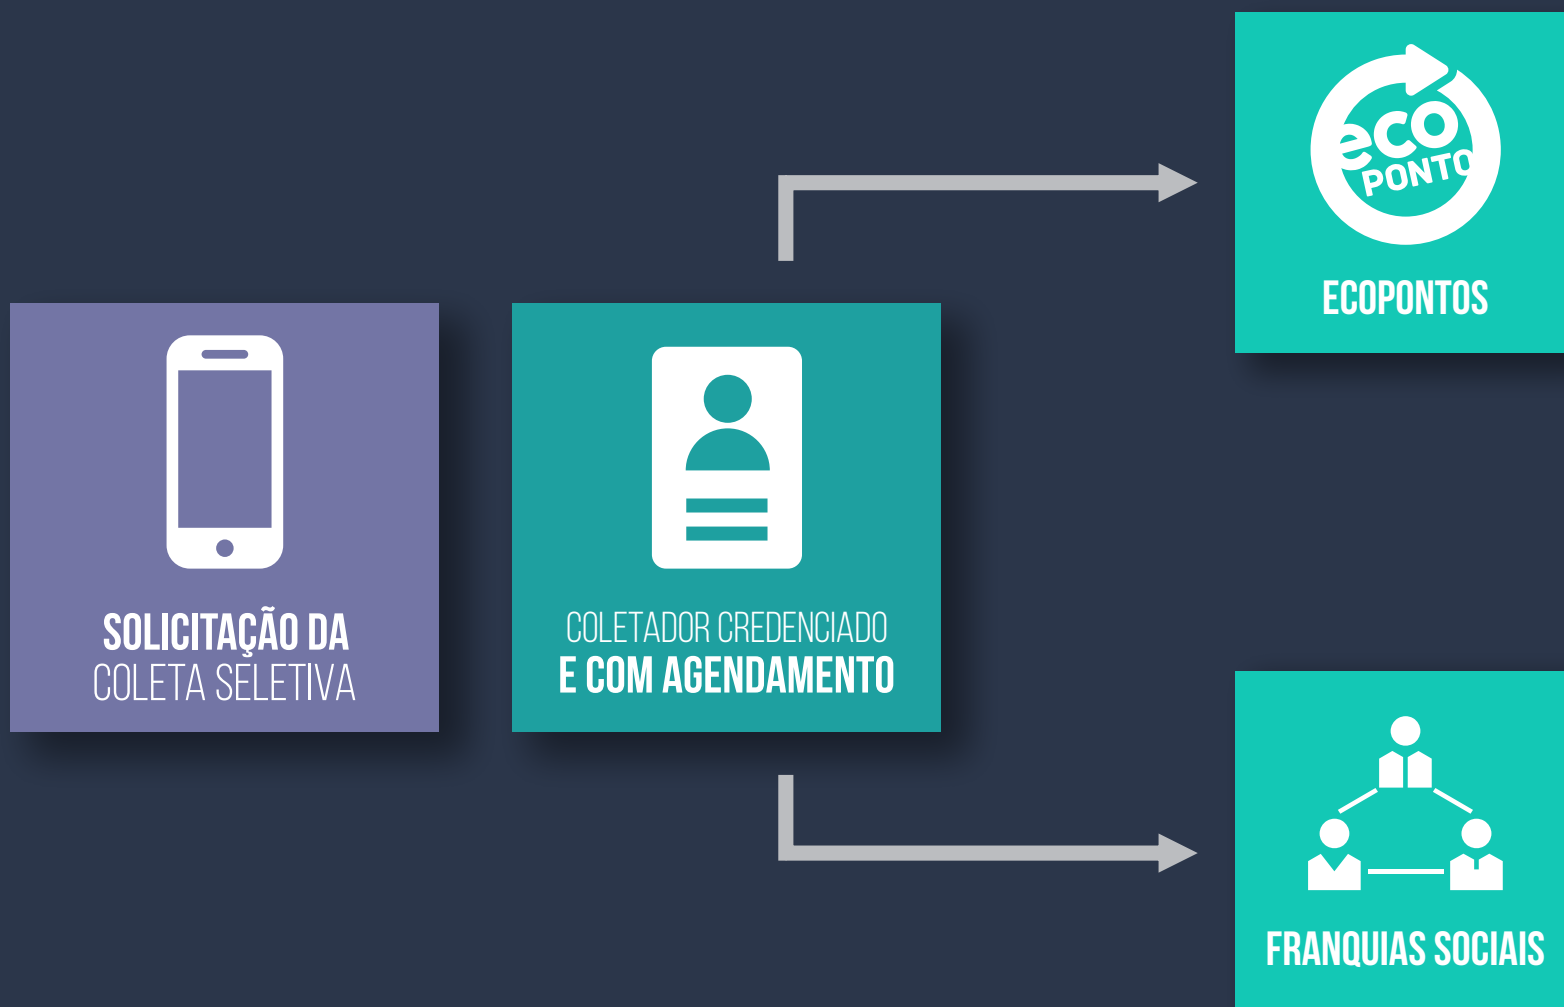 eco
PONTO
ECOPONTOS
SOLICITAÇÃO DA
COLETA SELETIVA
COLETADOR CREDENCIADO
E COM AGENDAMENTO
FRANQUIAS SOCIAIS